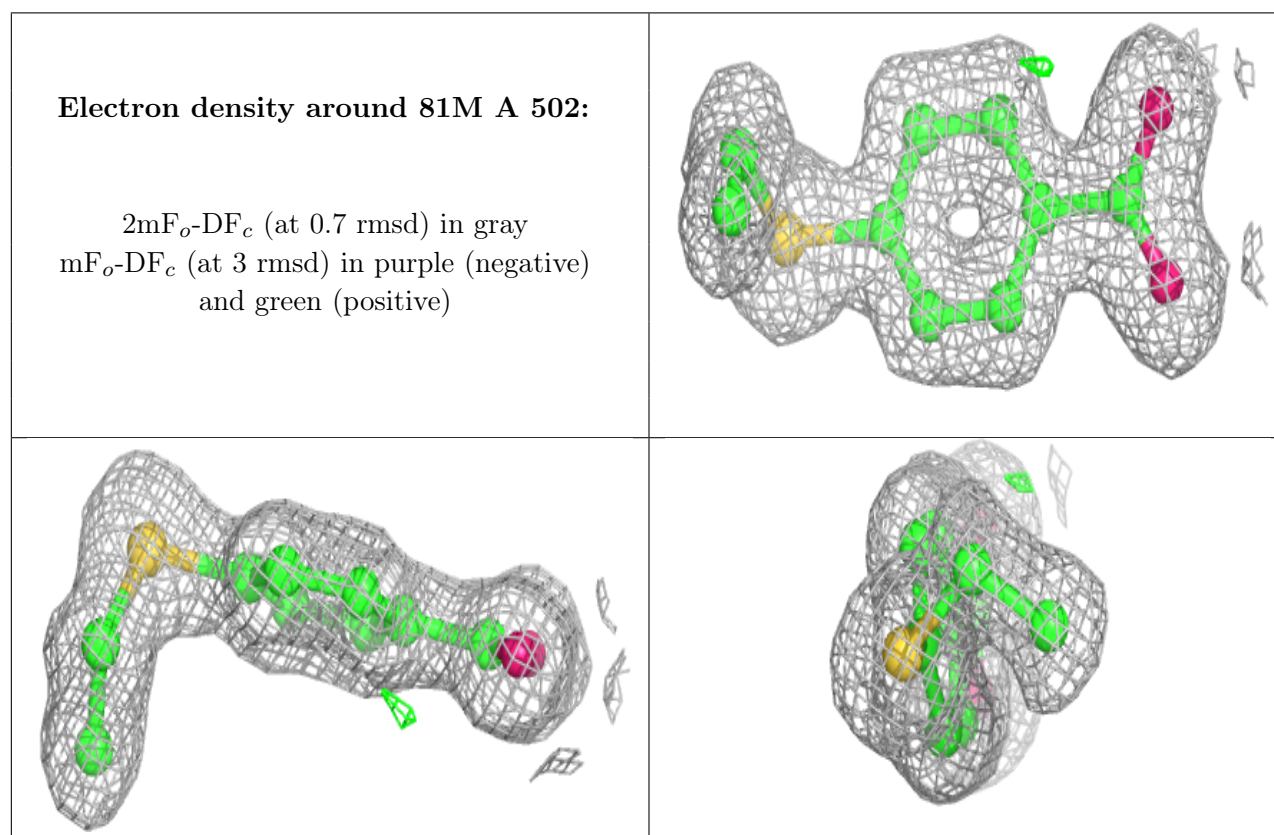 Electron density around 81M A 502:
2mFo-DFc (at 0.7 rmsd) in gray
mFo-DFc (at 3 rmsd) in purple (negative)
and green (positive)